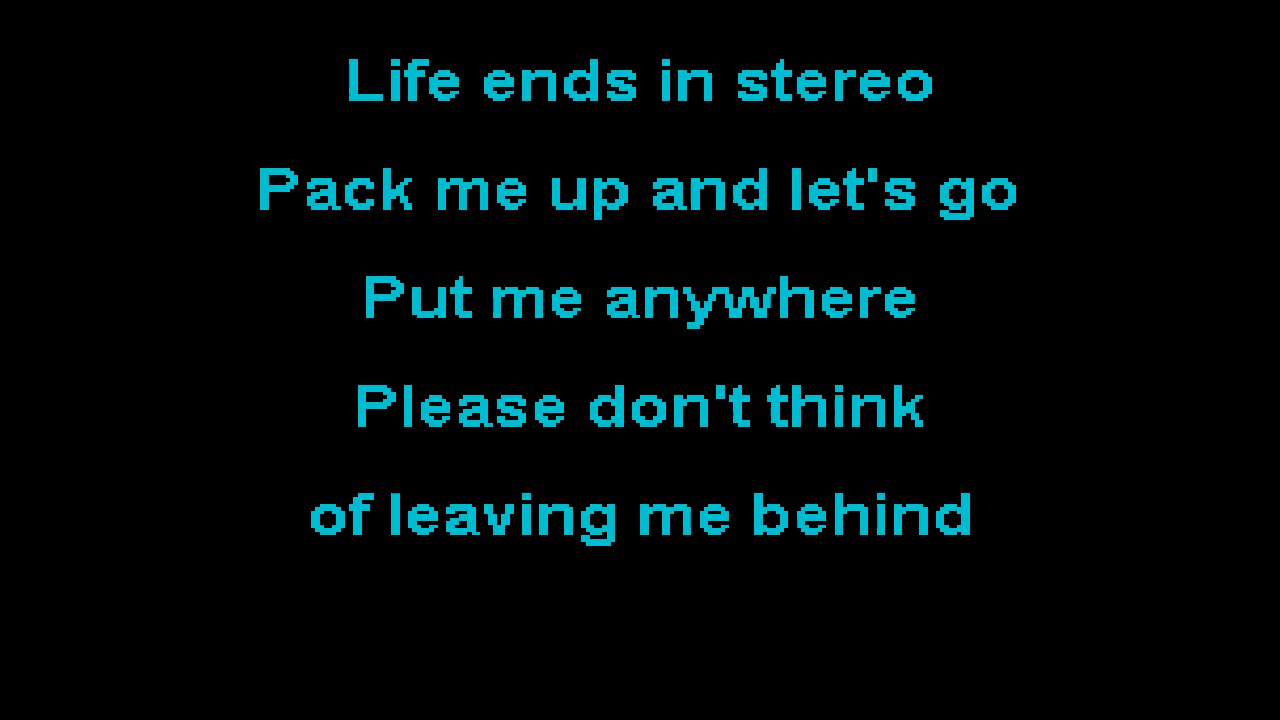 Life ends in stereo
Pack me up and let's go
Put me anywhere
Please don't think
of leaving me behind